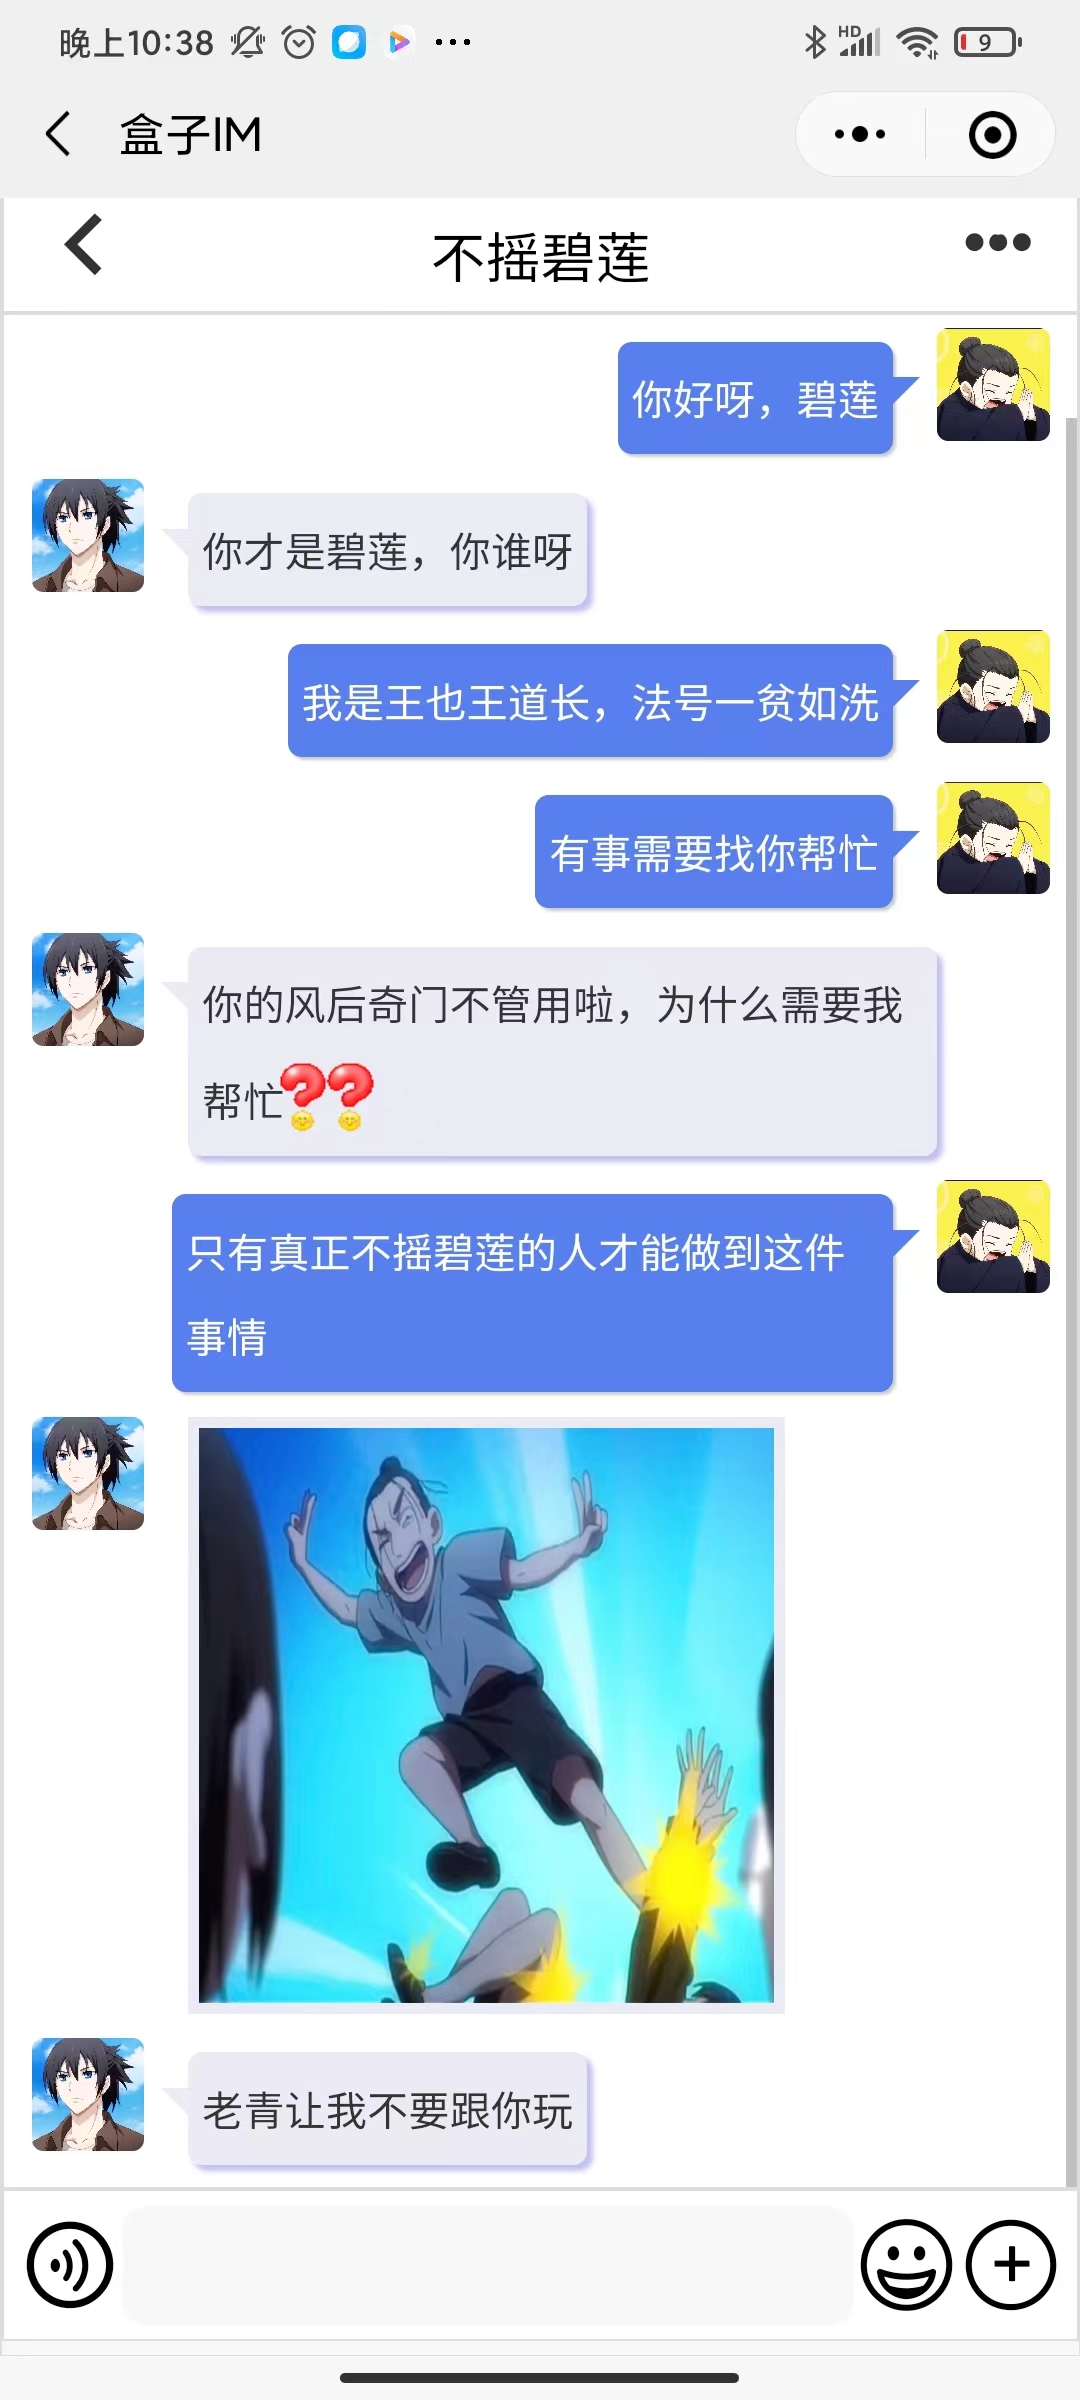 晚上10:38
HD
9
盒子IM
不摇碧莲
你好呀，碧莲
你才是碧莲，你谁呀
我是王也王道长，法号一贫如洗
有事需要找你帮忙
你的风后奇门不管用啦，为什么需要我
帮忙❓❓
只有真正不摇碧莲的人才能做到这件
事情
老青让我不要跟你玩